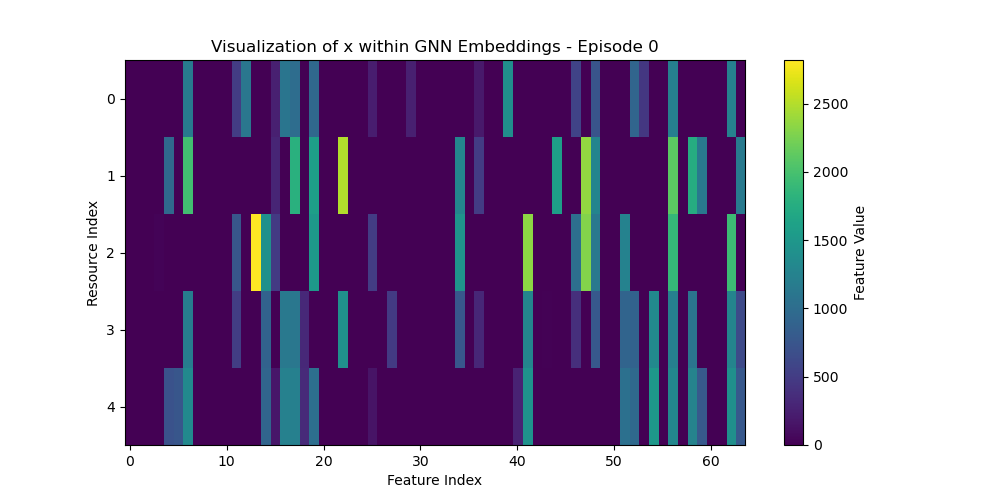 Visualization of x within GNN Embeddings - Episode 0
Resource Index
0
1
2
3
4
0 10 20 30 40 50 60
Feature Index
2500
2000
1500
1000
500
0
Feature Value